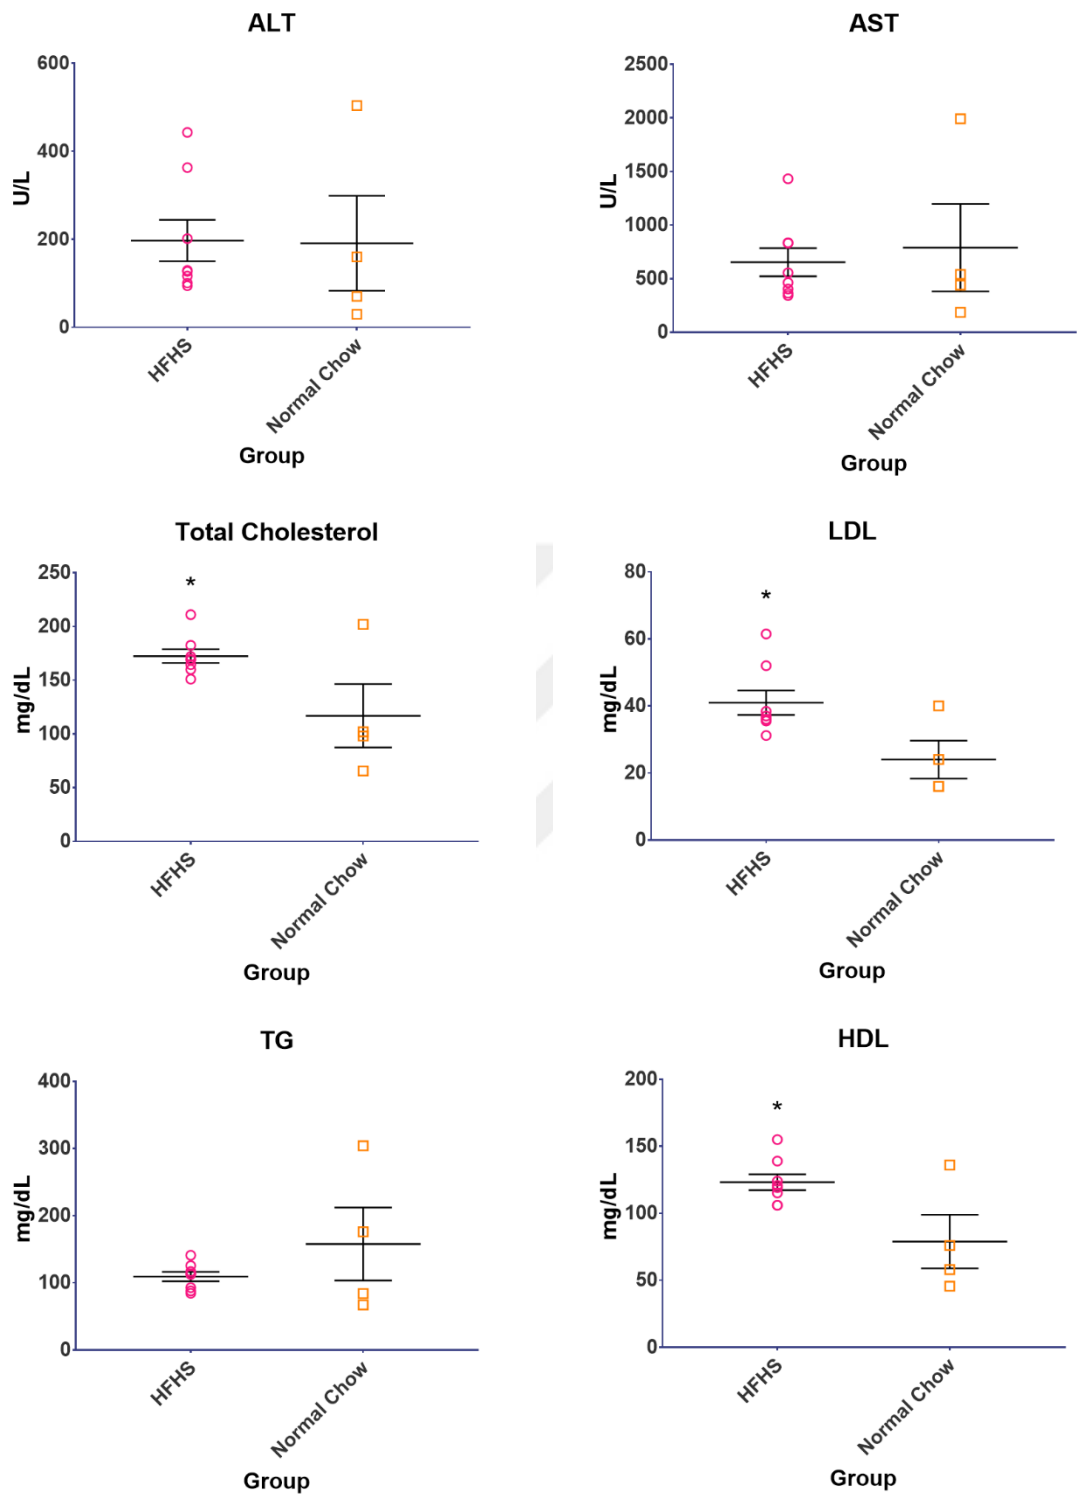 ALT
600
400
200
0
U/L
HFHS
Normal Chow
Group
AST
2500
2000
1500
1000
500
0
U/L
HFHS
Normal Chow
Group
Total Cholesterol
250
200
150
100
50
0
mg/dL
*
HFHS
Normal Chow
Group
LDL
80
60
40
20
0
mg/dL
*
HFHS
Normal Chow
Group
TG
400
300
200
100
0
mg/dL
HFHS
Normal Chow
Group
HDL
200
150
100
50
0
mg/dL
*
HFHS
Normal Chow
Group